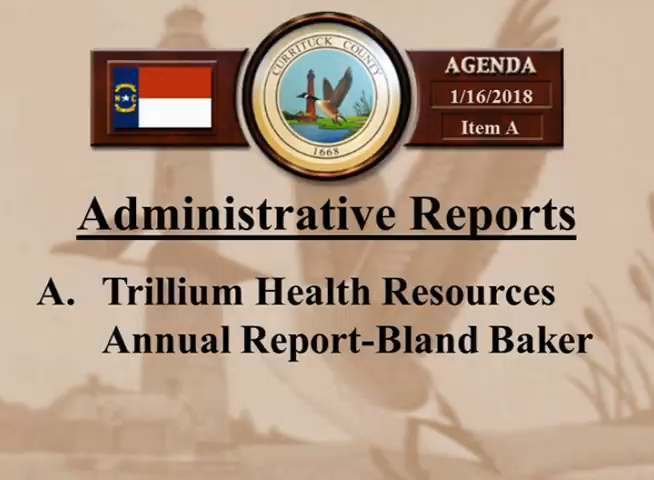 CURRITUCK COUNTY
1668
N C
AGENDA
1/16/2018
Item A
Administrative Reports
A. Trillium Health Resources
Annual Report-Bland Baker